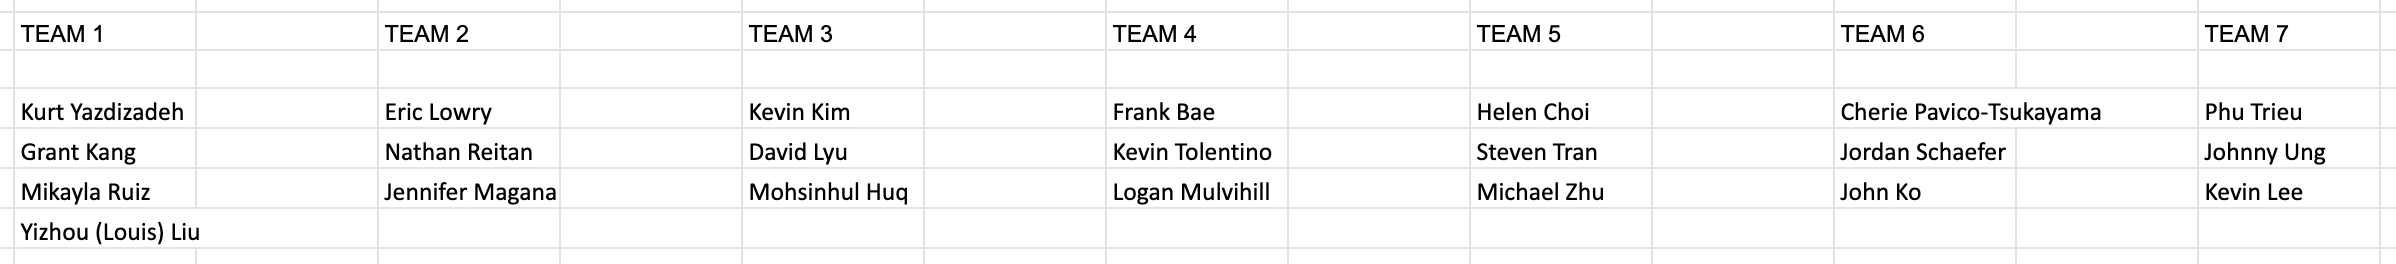 TEAM 1 TEAM 2 TEAM 3 TEAM 4 TEAM 5 TEAM 6 TEAM 7
Kurt Yazdizadeh Eric Lowry Kevin Kim Frank Bae Helen Choi Cherie Pavico-Tsukayama Phu Trieu
Grant Kang Nathan Reitan David Lyu Kevin Tolentino Steven Tran Jordan Schaefer Johnny Ung
Mikayla Ruiz Jennifer Magana Mohsinhul Huq Logan Mulvihill Michael Zhu John Ko Kevin Lee
Yizhou (Louis) Liu